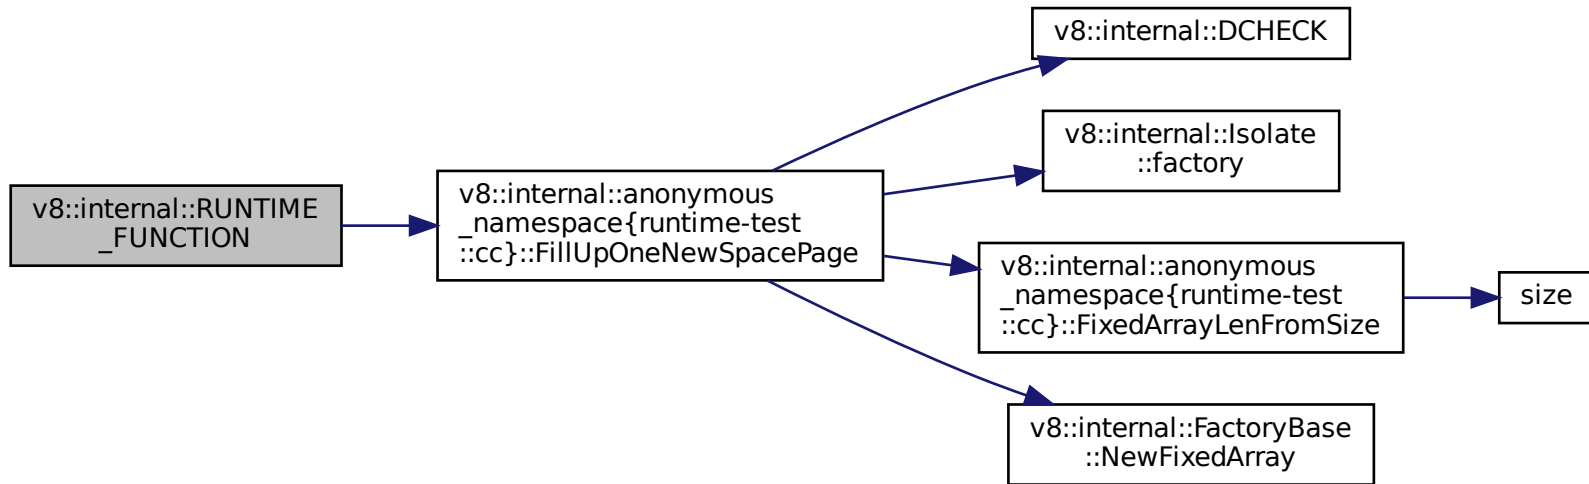 v8::internal::RUNTIME
_FUNCTION
v8::internal::anonymous
_namespace{runtime-test
::cc}::FillUpOneNewSpacePage
v8::internal::DCHECK
v8::internal::Isolate
::factory
v8::internal::anonymous
_namespace{runtime-test
::cc}::FixedArrayLenFromSize
size
v8::internal::FactoryBase
::NewFixedArray